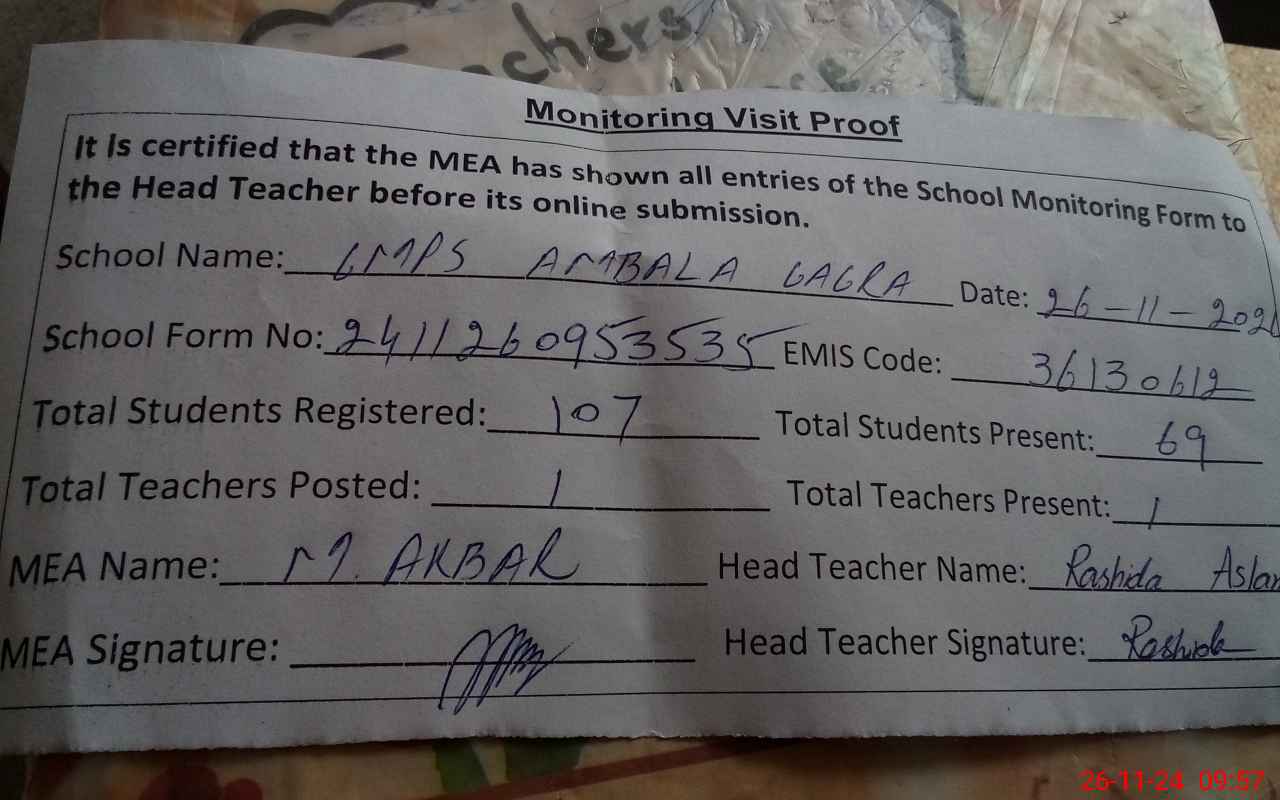 Teachers
Monitoring Visit Proof
It is certified that the MEA has shown all entries of the School Monitoring Form to
the Head Teacher before its online submission.
School Name: GMPS AMBALA GAGRA Date: 26-11-202
School Form No: 241126095353535 EMIS Code: 36130612
Total Students Registered: 107 Total Students Present: 69
Total Teachers Posted: 1 Total Teachers Present: 1
MEA Name: M. AKBAR Head Teacher Name: Rashida Aslam
MEA Signature: Head Teacher Signature: Rashida
26-11-24 09:57